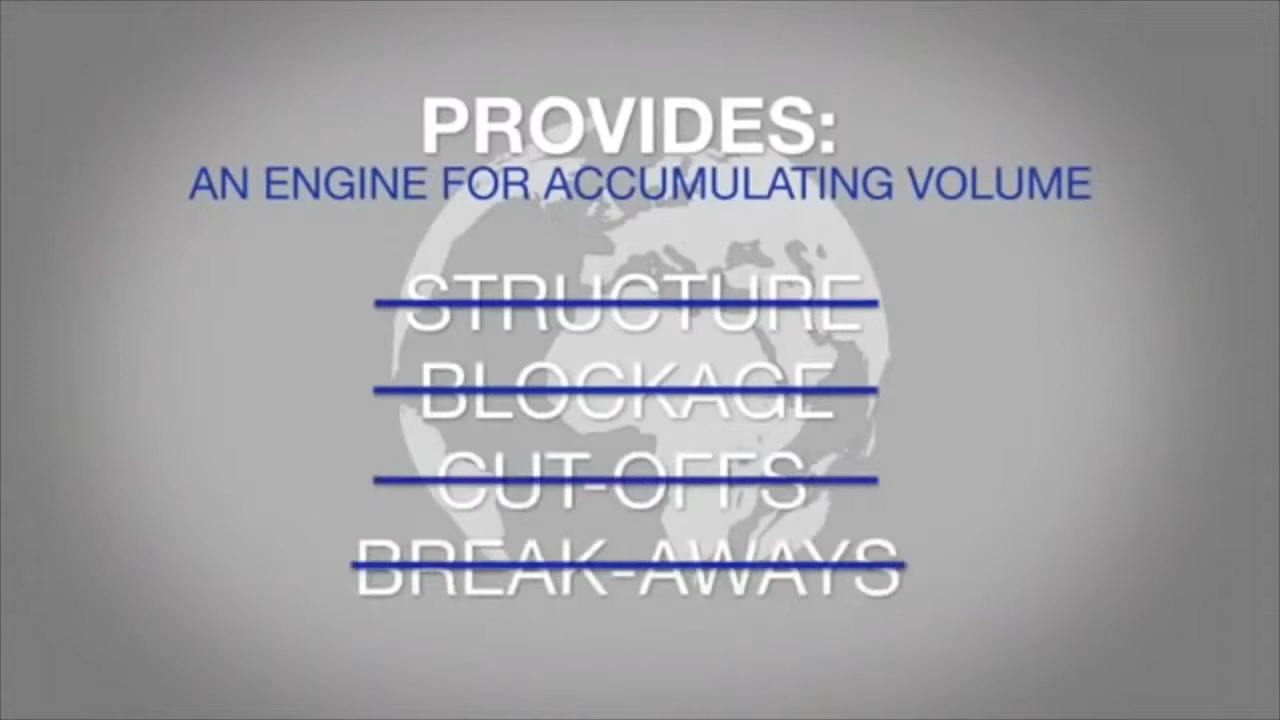 PROVIDES:
AN ENGINE FOR ACCUMULATING VOLUME
STRUCTURE
BLOCKAGE
CUT-OFFS
BREAK-AWAYS